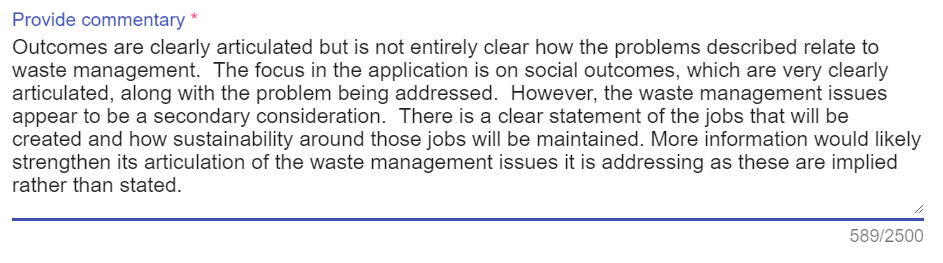 Provide commentary *
Outcomes are clearly articulated but is not entirely clear how the problems described relate to
waste management.  The focus in the application is on social outcomes, which are very clearly
articulated, along with the problem being addressed.  However, the waste management issues
appear to be a secondary consideration.  There is a clear statement of the jobs that will be
created and how sustainability around those jobs will be maintained. More information would likely
strengthen its articulation of the waste management issues it is addressing as these are implied
rather than stated.
589/2500